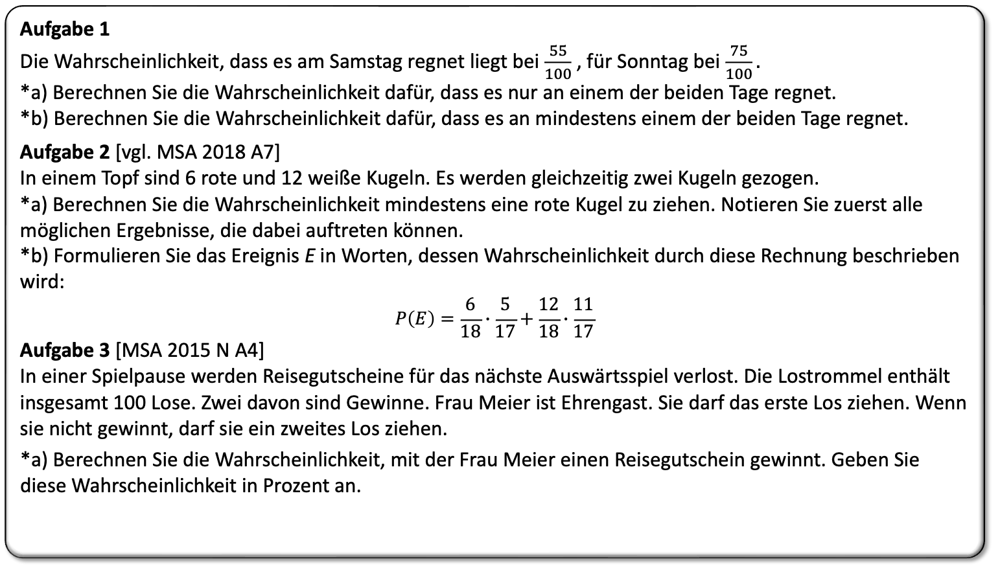 Aufgabe 1
Die Wahrscheinlichkeit, dass es am Samstag regnet liegt bei 55/100 , für Sonntag bei 75/100.
*a) Berechnen Sie die Wahrscheinlichkeit dafür, dass es nur an einem der beiden Tage regnet.
*b) Berechnen Sie die Wahrscheinlichkeit dafür, dass es an mindestens einem der beiden Tage regnet.
Aufgabe 2 [vgl. MSA 2018 A7]
In einem Topf sind 6 rote und 12 weiße Kugeln. Es werden gleichzeitig zwei Kugeln gezogen.
*a) Berechnen Sie die Wahrscheinlichkeit mindestens eine rote Kugel zu ziehen. Notieren Sie zuerst alle
möglichen Ergebnisse, die dabei auftreten können.
*b) Formulieren Sie das Ereignis E in Worten, dessen Wahrscheinlichkeit durch diese Rechnung beschrieben
wird:
P(E) = 6/18 · 5/17 + 12/18 · 11/17
Aufgabe 3 [MSA 2015 N A4]
In einer Spielpause werden Reisegutscheine für das nächste Auswärtsspiel verlost. Die Lostrommel enthält
insgesamt 100 Lose. Zwei davon sind Gewinne. Frau Meier ist Ehrengast. Sie darf das erste Los ziehen. Wenn
sie nicht gewinnt, darf sie ein zweites Los ziehen.
*a) Berechnen Sie die Wahrscheinlichkeit, mit der Frau Meier einen Reisegutschein gewinnt. Geben Sie
diese Wahrscheinlichkeit in Prozent an.